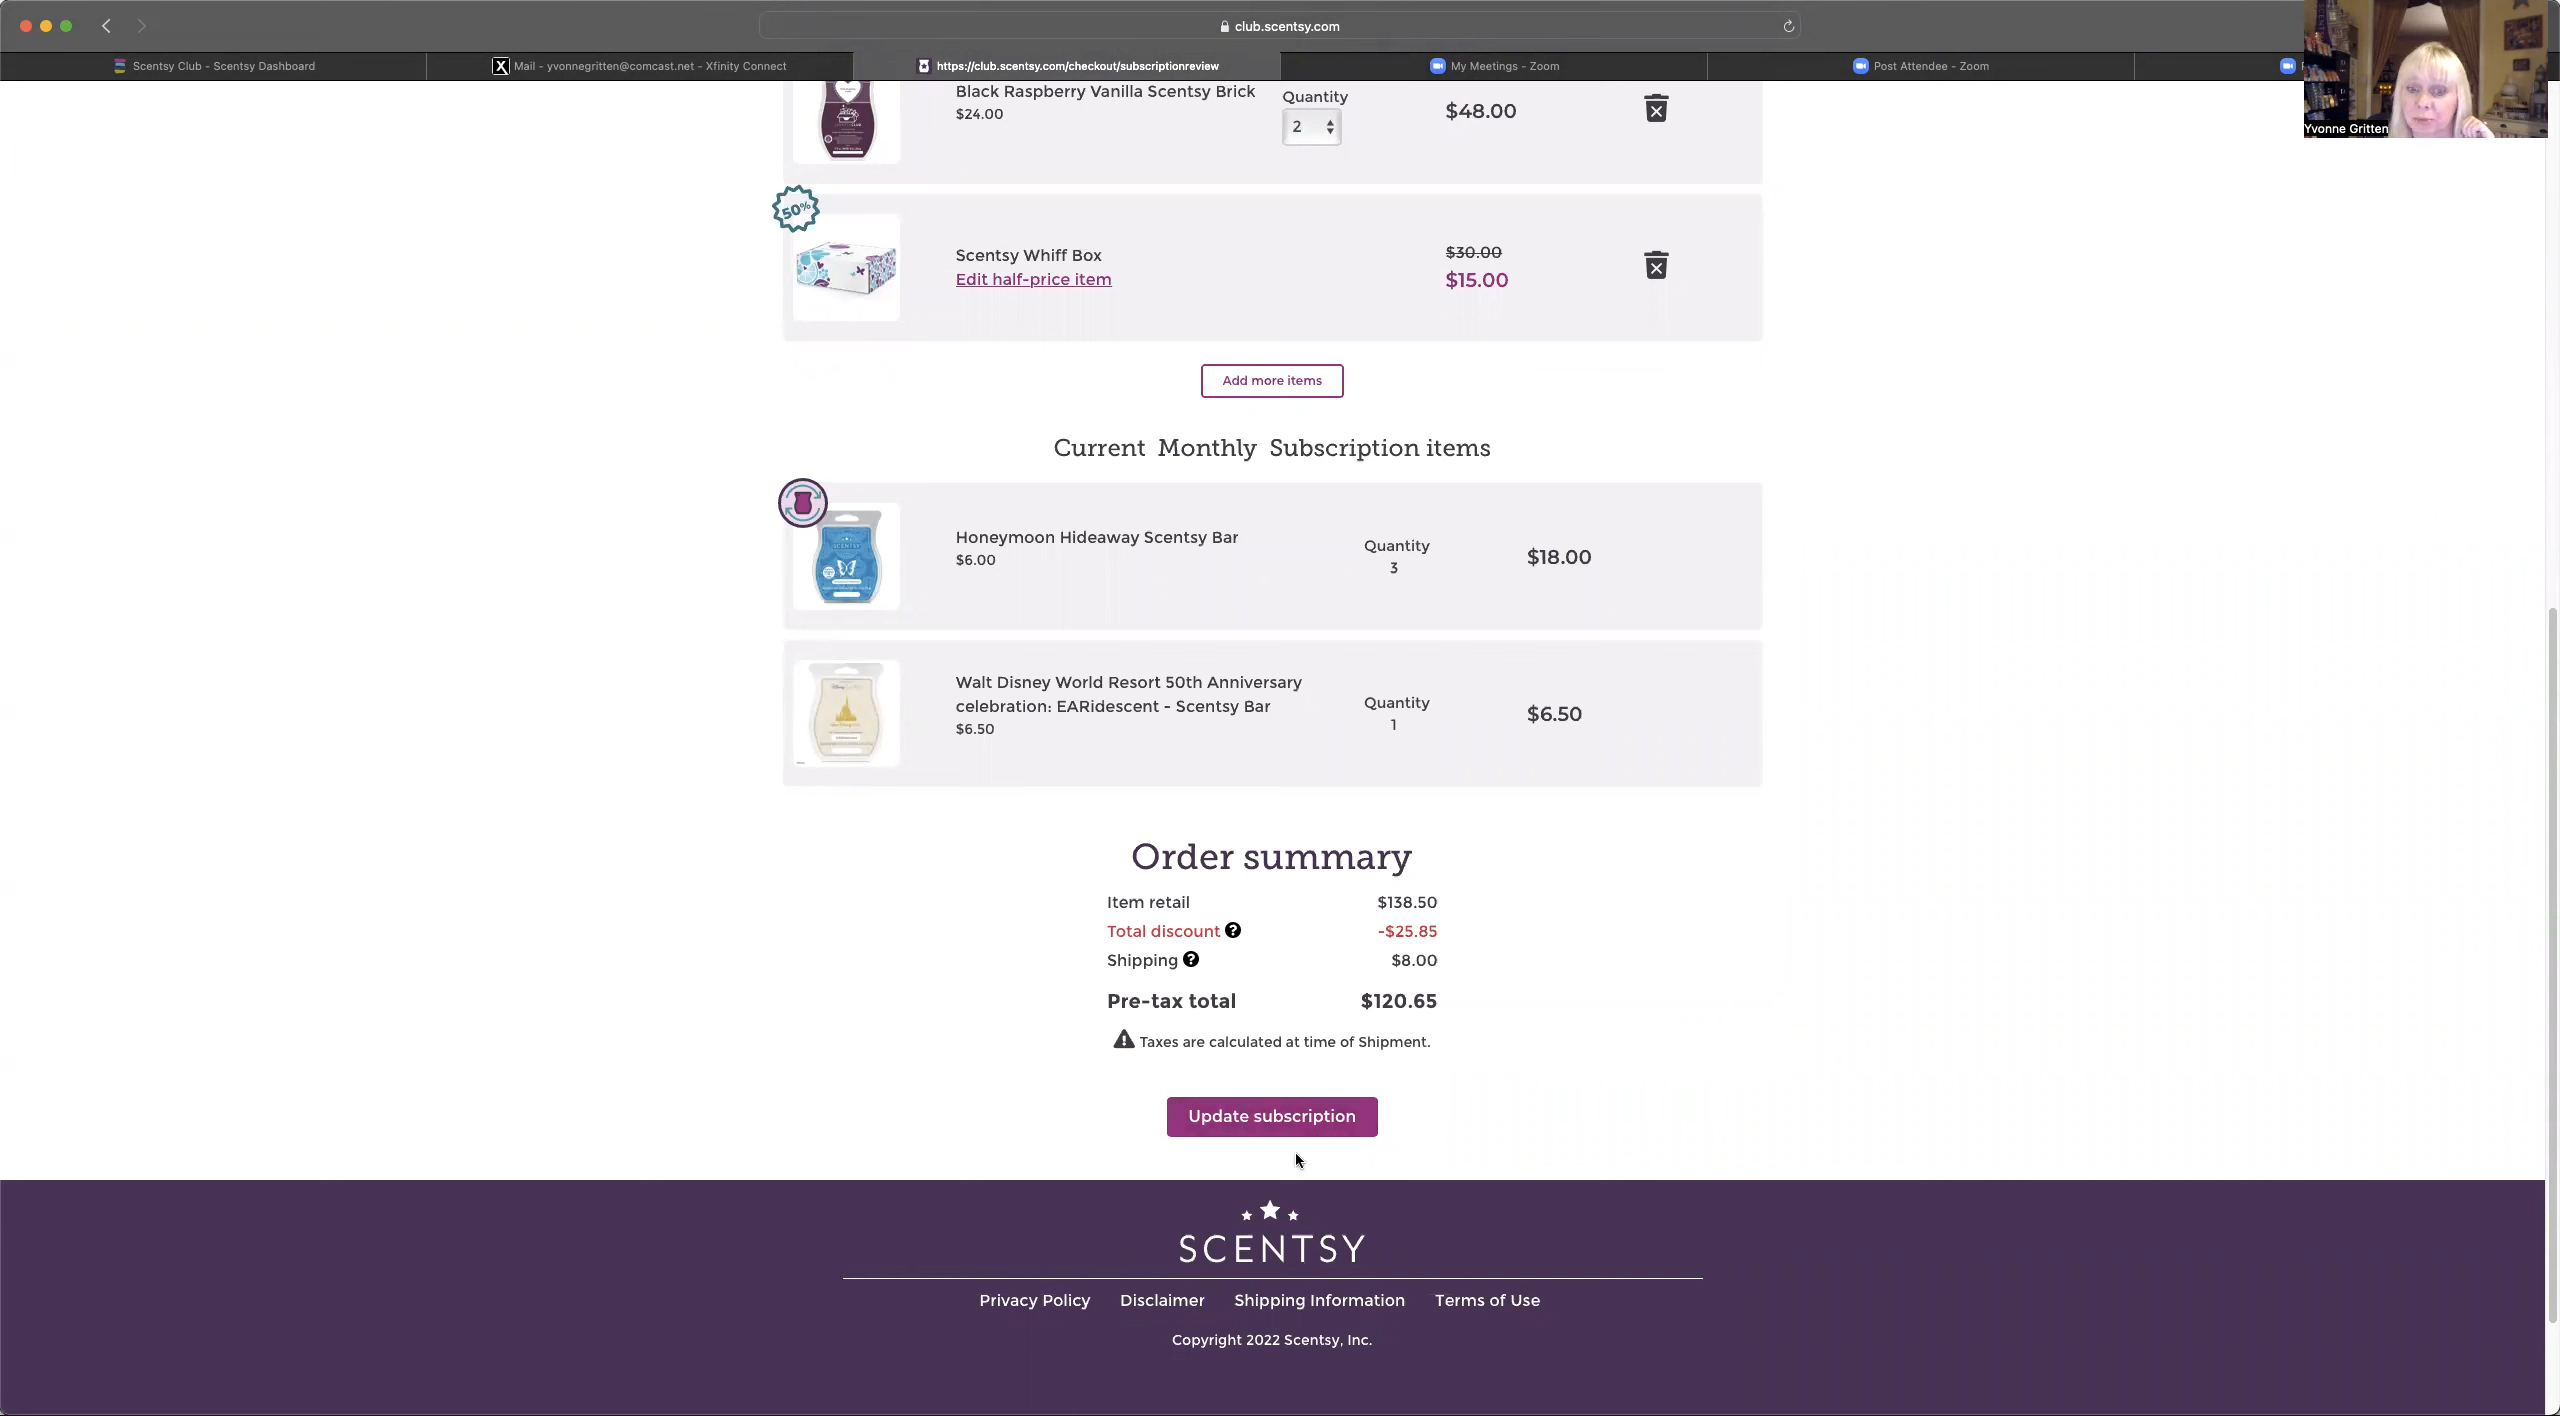 club.scentsy.com
Scentsy Club - Scentsy Dashboard
X Mail - yvonnegritten@comcast.net - Xfinity Connect
https://club.scentsy.com/checkout/subscriptionreview
My Meetings - Zoom
Post Attendee - Zoom
Yvonne Gritten
Black Raspberry Vanilla Scentsy Brick
$24.00
Quantity
2
$48.00
50%
Scentsy Whiff Box
Edit half-price item
$30.00
$15.00
Add more items
Current Monthly Subscription items
SCENTSY
Honeymoon Hideaway Scentsy Bar
$6.00
Quantity
3
$18.00
Walt Disney World Resort 50th Anniversary
celebration: EARidescent - Scentsy Bar
$6.50
Quantity
1
$6.50
Order summary
Item retail $138.50
Total discount ? -$25.85
Shipping ? $8.00
Pre-tax total $120.65
Taxes are calculated at time of Shipment.
Update subscription
SCENTSY
Privacy Policy Disclaimer Shipping Information Terms of Use
Copyright 2022 Scentsy, Inc.